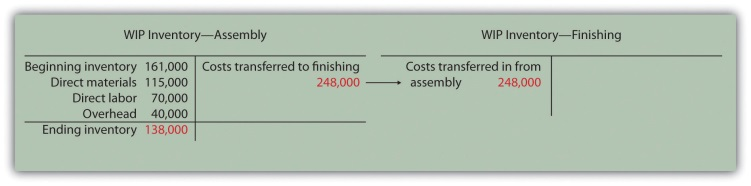 WIP Inventory—Assembly
Beginning inventory 161,000
Direct materials 115,000
Direct labor 70,000
Overhead 40,000
Ending inventory 138,000
Costs transferred to finishing
248,000
WIP Inventory—Finishing
Costs transferred in from
assembly 248,000